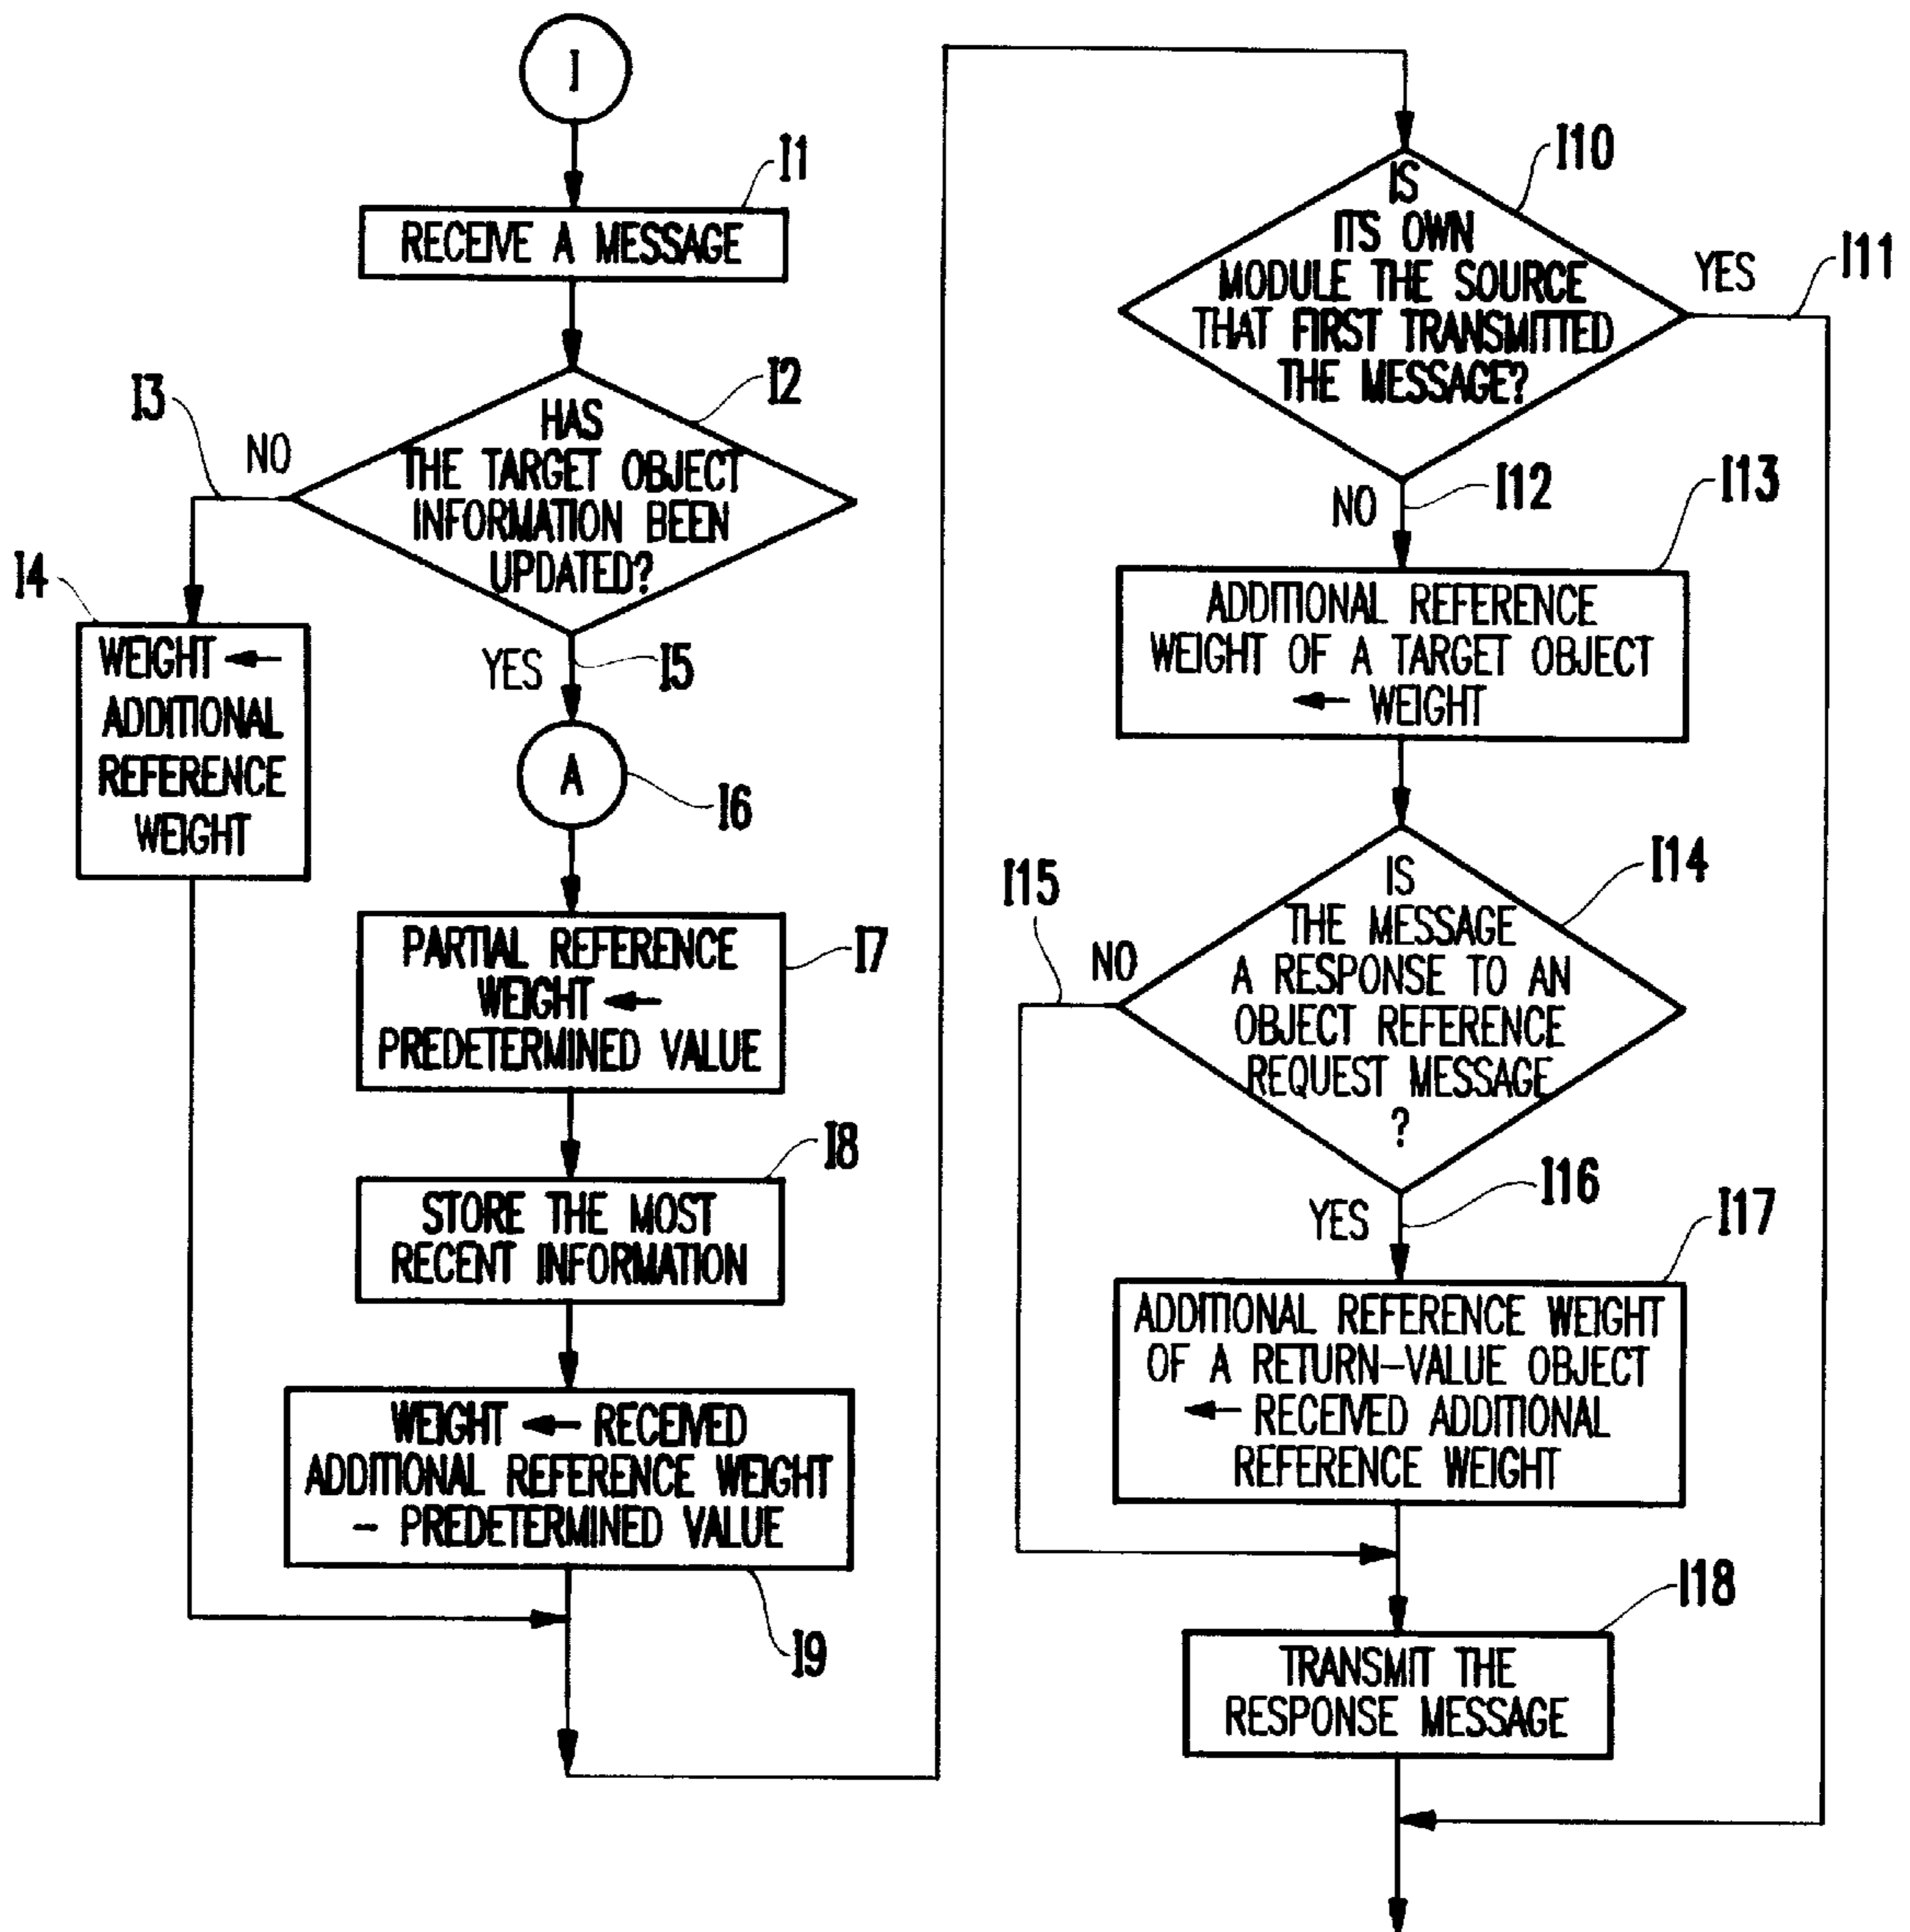 I
I1
RECEIVE A MESSAGE
I2
I3
NO
HAS
THE TARGET OBJECT
INFORMATION BEEN
UPDATED?
I4
WEIGHT ←
ADDITIONAL
REFERENCE
WEIGHT
YES
I5
A
I6
PARTIAL REFERENCE
WEIGHT ←
PREDETERMINED VALUE
I7
I8
STORE THE MOST
RECENT INFORMATION
WEIGHT ← RECEIVED
ADDITIONAL REFERENCE WEIGHT
- PREDETERMINED VALUE
I9
I10
IS
ITS OWN
MODULE THE SOURCE
THAT FIRST TRANSMITTED
THE MESSAGE?
YES
I11
NO
I12
I13
ADDITIONAL REFERENCE
WEIGHT OF A TARGET OBJECT
← WEIGHT
I14
I15
NO
IS
THE MESSAGE
A RESPONSE TO AN
OBJECT REFERENCE
REQUEST MESSAGE
?
YES
I16
I17
ADDITIONAL REFERENCE WEIGHT
OF A RETURN-VALUE OBJECT
← RECEIVED ADDITIONAL
REFERENCE WEIGHT
I18
TRANSMIT THE
RESPONSE MESSAGE